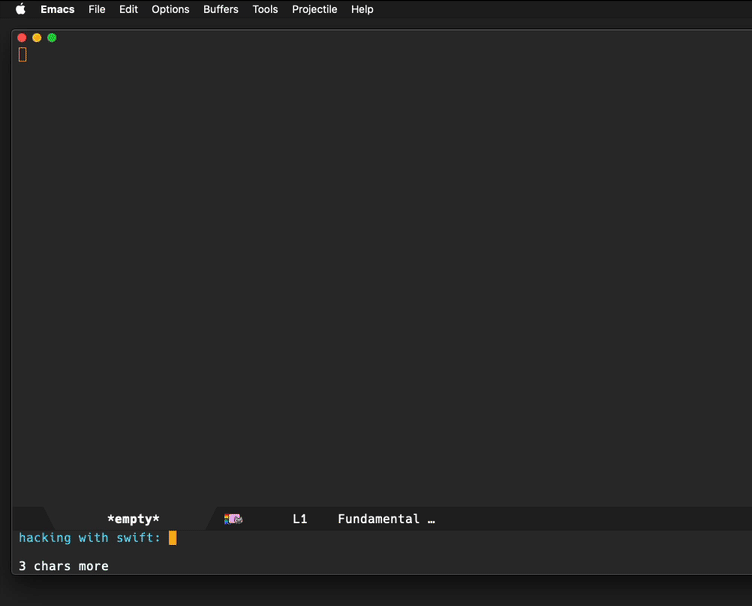 Emacs File Edit Options Buffers Tools Projectile Help
*empty* L1 Fundamental …
hacking with swift:
3 chars more